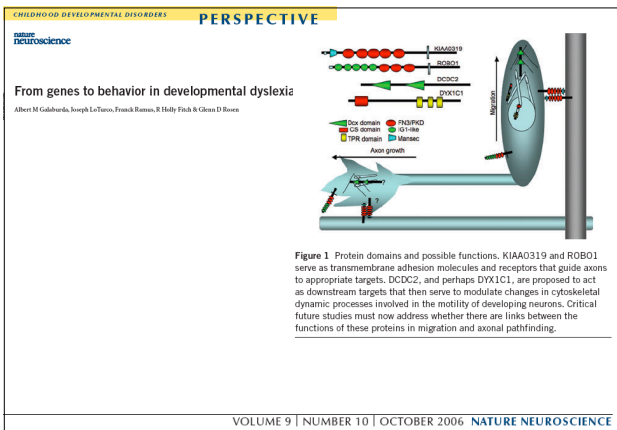 CHILDHOOD DEVELOPMENTAL DISORDERS
PERSPECTIVE
nature
neuroscience
From genes to behavior in developmental dyslexia
Albert M Galaburda, Joseph LoTurco, Franck Ramus, R Holly Fitch & Glenn D Rosen
KIAA0319
ROBO1
DCDC2
DYX1C1
Dcx domain
FN3/PKD
CS domain
G1-like
TPR domain
Mansec
Axon growth
Migration
?
?
Figure 1 Protein domains and possible functions. KIAA0319 and ROBO1
serve as transmembrane adhesion molecules and receptors that guide axons
to appropriate targets. DCDC2, and perhaps DYX1C1, are proposed to act
as downstream targets that then serve to modulate changes in cytoskeletal
dynamic processes involved in the motility of developing neurons. Critical
future studies must now address whether there are links between the
functions of these proteins in migration and axonal pathfinding.
VOLUME 9 | NUMBER 10 | OCTOBER 2006 NATURE NEUROSCIENCE